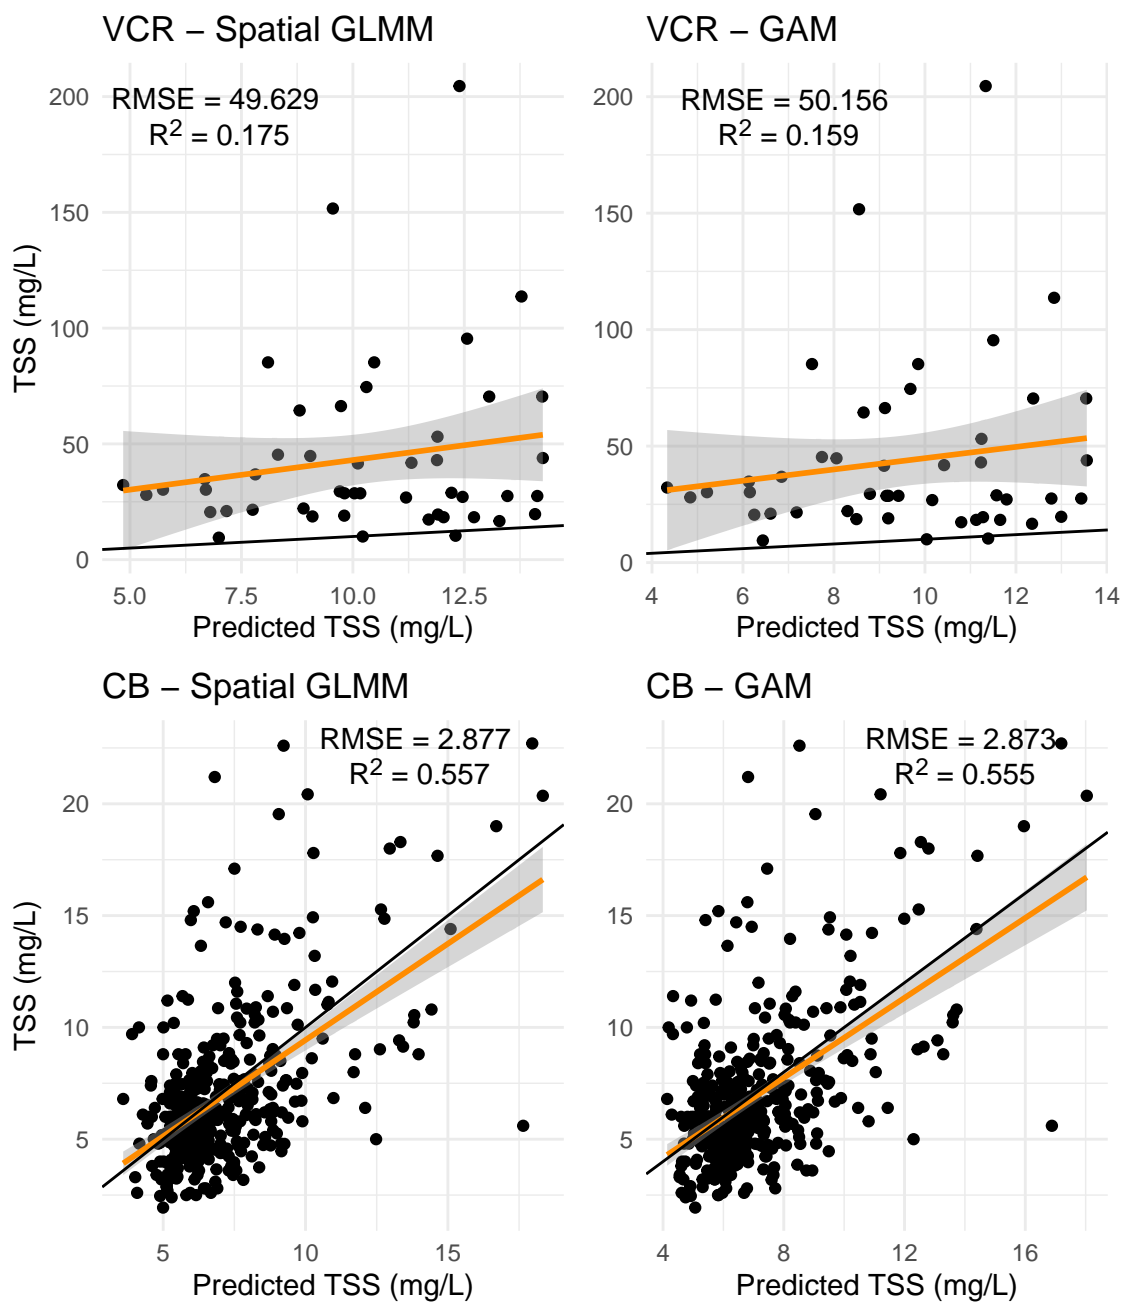 VCR – Spatial GLMM
RMSE = 49.629
R² = 0.175
TSS (mg/L)
200
150
100
50
0
5.0 7.5 10.0 12.5
Predicted TSS (mg/L)
VCR – GAM
RMSE = 50.156
R² = 0.159
200
150
100
50
0
4 6 8 10 12 14
Predicted TSS (mg/L)
CB – Spatial GLMM
RMSE = 2.877
R² = 0.557
TSS (mg/L)
20
15
10
5
5 10 15
Predicted TSS (mg/L)
CB – GAM
RMSE = 2.873
R² = 0.555
20
15
10
5
4 8 12 16
Predicted TSS (mg/L)